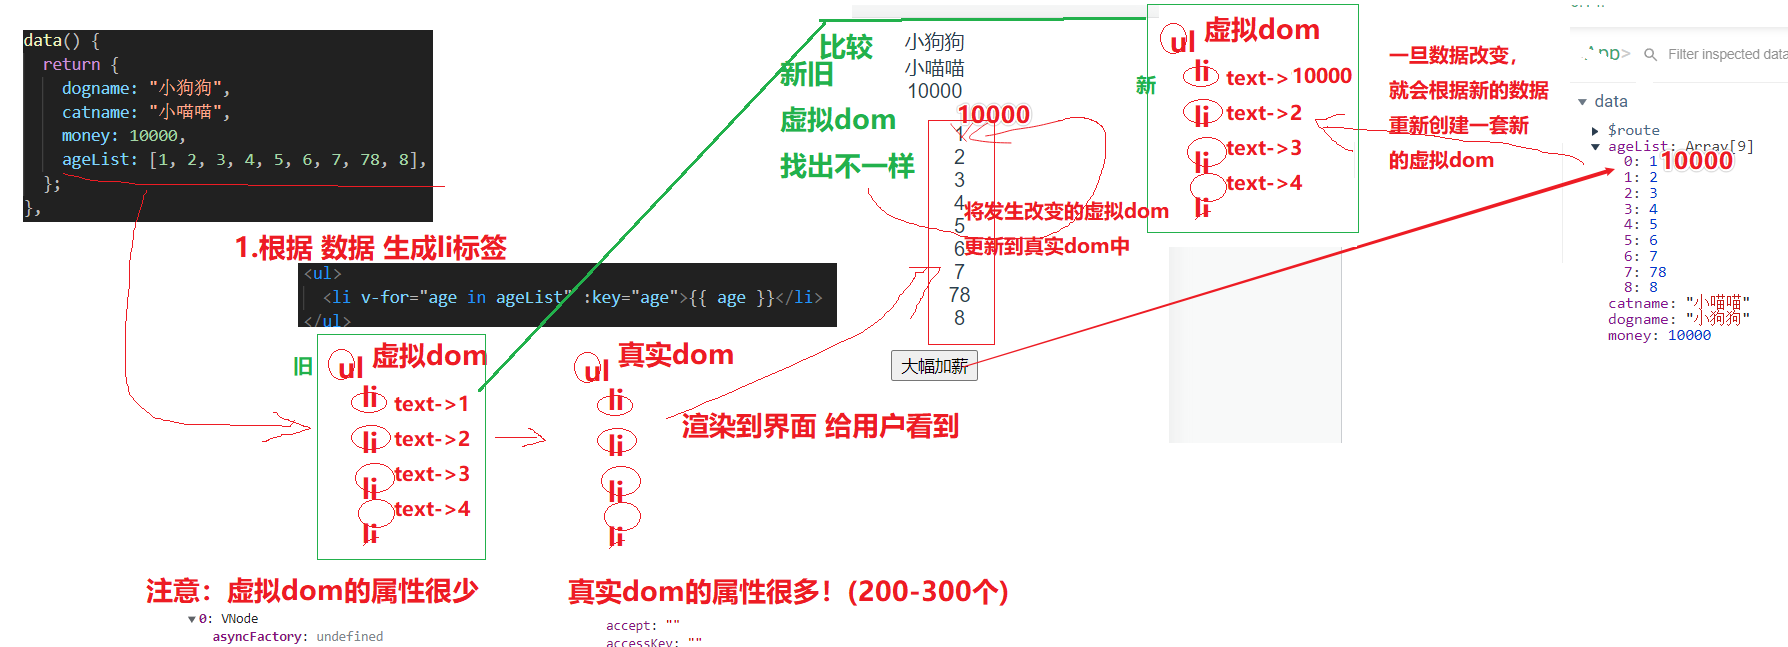 data() {
return {
dogname: "小狗狗",
catname: "小喵喵",
money: 10000,
ageList: [1, 2, 3, 4, 5, 6, 7, 78, 8],
};
},
1.根据 数据 生成li标签
<ul>
<li v-for="age in ageList" :key="age">{{ age }}</li>
</ul>
旧
虚拟dom
ul
li
text->1
li
text->2
li
text->3
li
text->4
注意：虚拟dom的属性很少
0: VNode
asyncFactory: undefined
真实dom
ul
li
li
li
li
真实dom的属性很多！(200-300个)
accept: ""
accessKey: ""
渲染到界面 给用户看到
比较
新旧
虚拟dom
找出不一样
小狗狗
小喵喵
10000
10000
1
2
3
4
5
6
7
78
8
大幅加薪
将发生改变的虚拟dom
更新到真实dom中
新
虚拟dom
ul
li
text->10000
li
text->2
li
text->3
li
text->4
一旦数据改变，
就会根据新的数据
重新创建一套新
的虚拟dom
App>
Filter inspected data
data
$route
ageList: Array[9]
0: 1
10000
1: 2
2: 3
3: 4
4: 5
5: 6
6: 7
7: 78
8: 8
catname: "小喵喵"
dogname: "小狗狗"
money: 10000